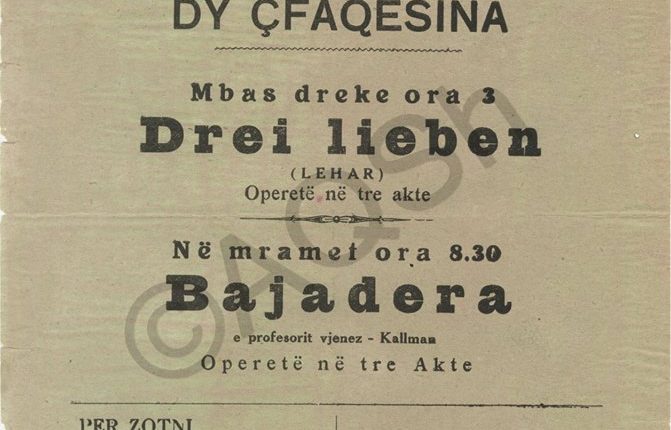 DY ÇFAQESINA
Mbas dreke ora 3
Drei lieben
(LEHAR)
Operetë në tre akte
Në mramet ora 8.30
Bajadera
e profesorit vjenez - Kallman
Operetë në tre Akte
PER ZOTNI
©AQSh